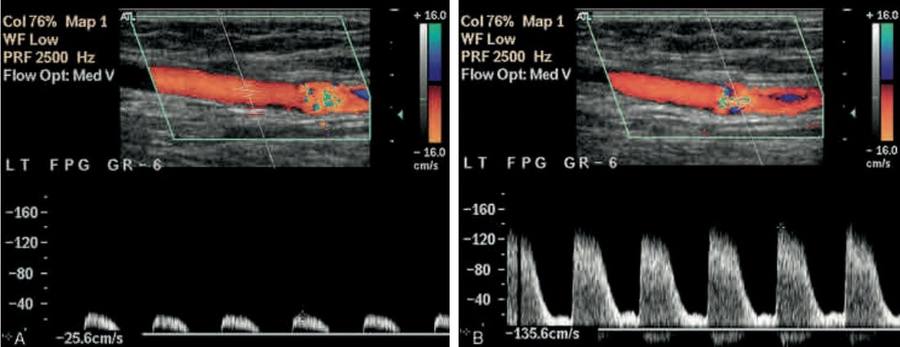 Col 76% Map 1
WF Low
PRF 2500 Hz
Flow Opt: Med V
+ 16.0
- 16.0
cm/s
LT FPG GR-6
-160-
-120-
-80-
-40-
A
-25.6cm/s
Col 76% Map 1
WF Low
PRF 2500 Hz
Flow Opt: Med V
+ 16.0
- 16.0
cm/s
LT FPG GR-6
-160-
-120-
-80-
-40-
B
-135.6cm/s